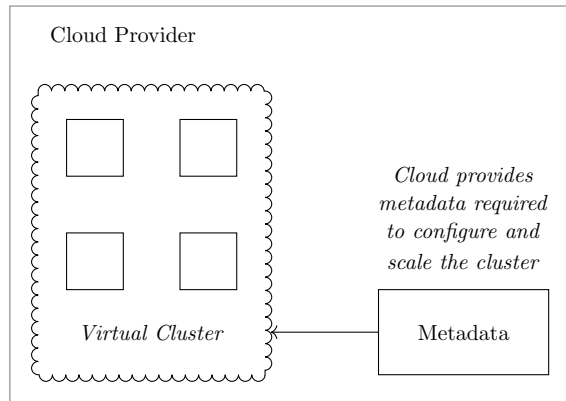 Cloud Provider
Cloud provides
metadata required
to configure and
scale the cluster
Virtual Cluster
Metadata